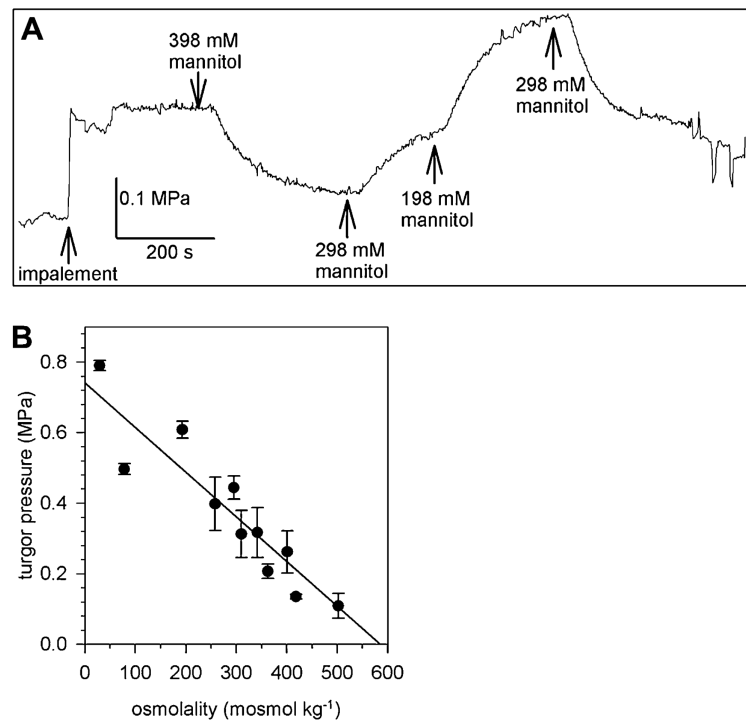 A
398 mM
mannitol
298 mM
mannitol
0.1 MPa
198 mM
mannitol
200 s
298 mM
mannitol
impalement
B
turgor pressure (MPa)
0.8
0.6
0.4
0.2
0.0
0 100 200 300 400 500 600
osmolality (mosmol kg-1)